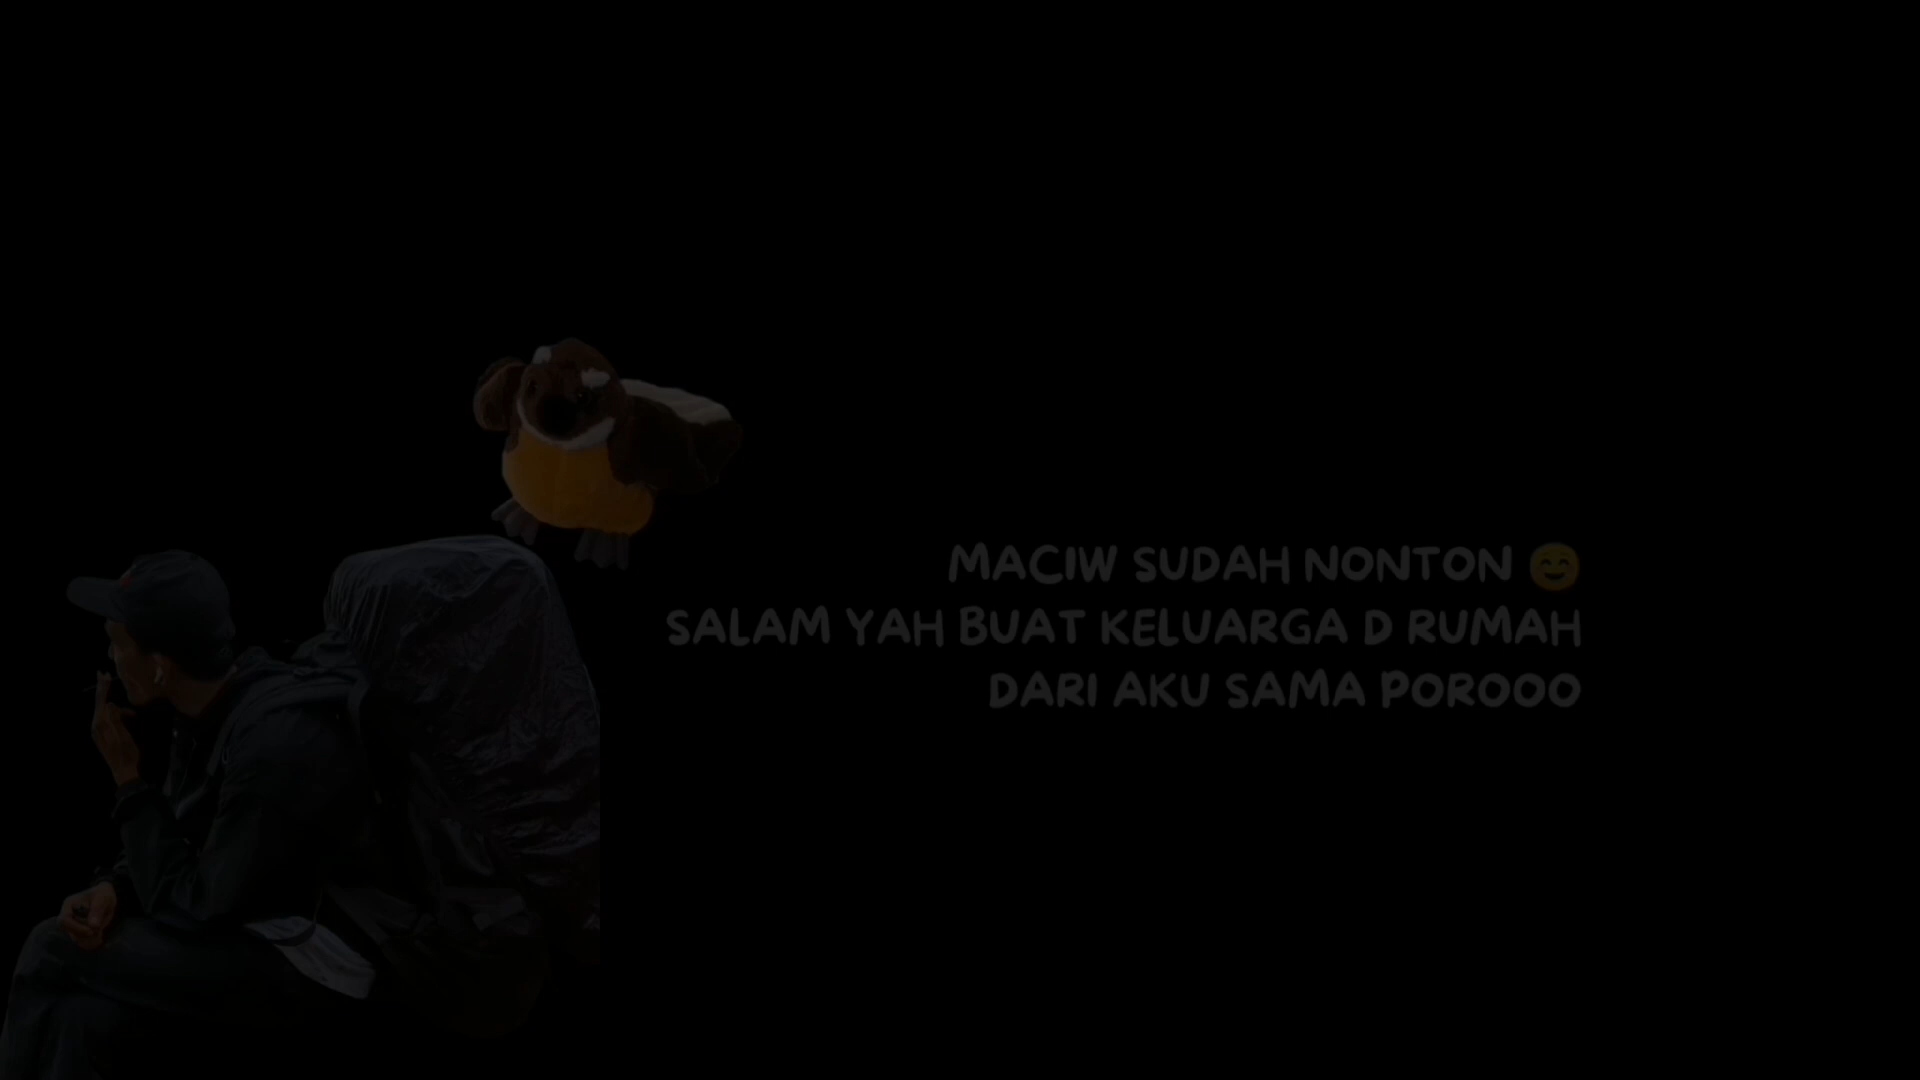 MACIW SUDAH NONTON ☺️
SALAM YAH BUAT KELUARGA D RUMAH
DARI AKU SAMA POROOO